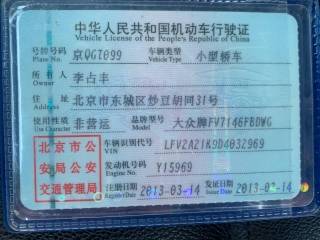 中华人民共和国机动车行驶证
Vehicle License of the People's Republic of China
号牌号码 京QGT099 车辆类型 小型轿车
Plate No. Vehicle Type
所有人 李占丰
Owner
住址 北京市东城区炒豆胡同31号
Address
使用性质 非营运 品牌型号 大众牌FV7146FBDWG
Use Character Model
北京市公 车辆识别代号 LFV2A21K9D4032969
VIN
安局公安 发动机号码 Y15969
Engine No.
交通管理局 注册日期 2013-03-14 发证日期
Register Date Issue Date